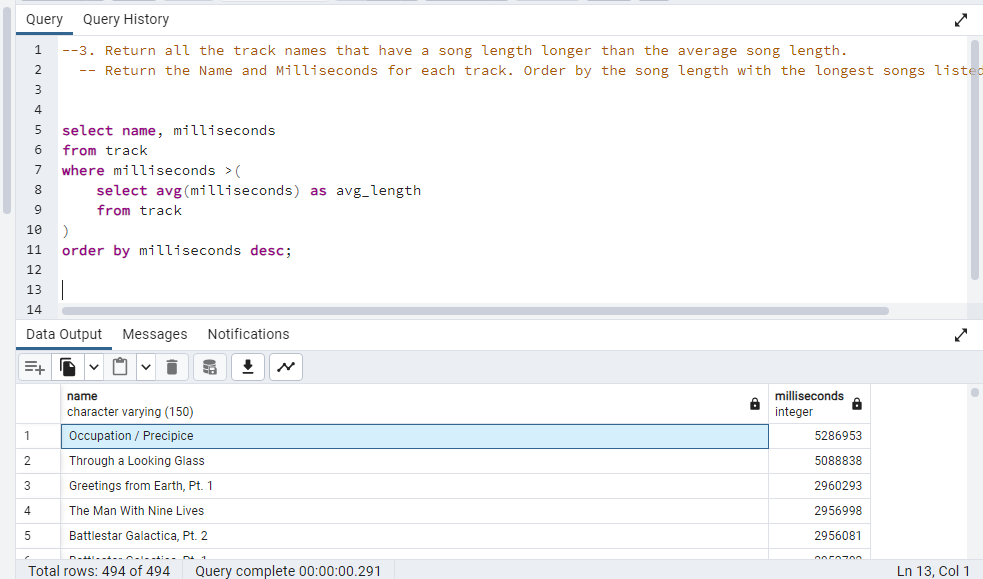 Query Query History
1 --3. Return all the track names that have a song length longer than the average song length.
2 -- Return the Name and Milliseconds for each track. Order by the song length with the longest songs listed
3
4
5 select name, milliseconds
6 from track
7 where milliseconds >(
8 select avg(milliseconds) as avg_length
9 from track
10 )
11 order by milliseconds desc;
12
13
14
Data Output Messages Notifications
name milliseconds
character varying (150) integer
1 Occupation / Precipice 5286953
2 Through a Looking Glass 5088838
3 Greetings from Earth, Pt. 1 2960293
4 The Man With Nine Lives 2956998
5 Battlestar Galactica, Pt. 2 2956081
Total rows: 494 of 494 Query complete 00:00:00.291 Ln 13, Col 1